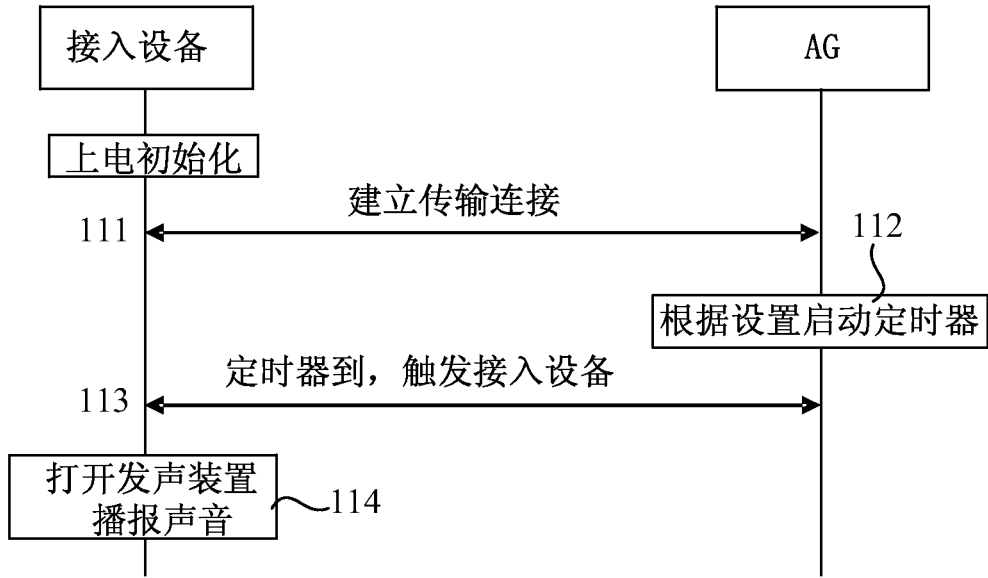 接入设备
AG
上电初始化
建立传输连接
111
112
根据设置启动定时器
定时器到，触发接入设备
113
打开发声装置
播报声音
114